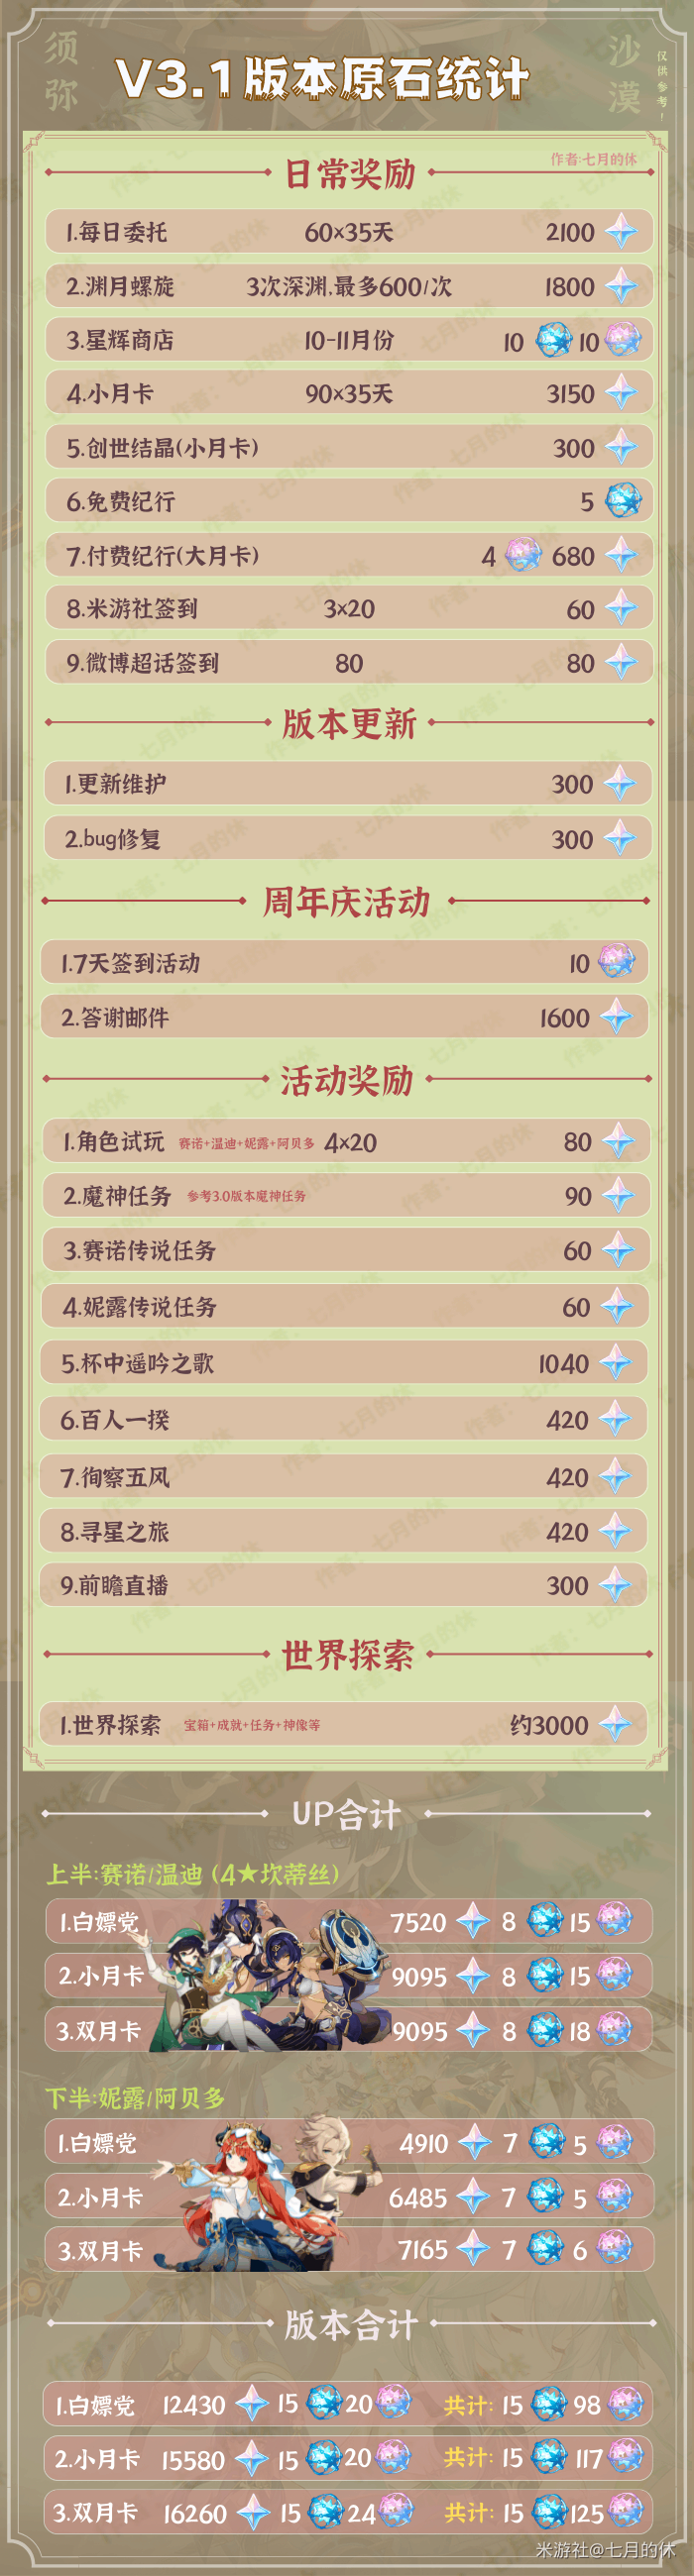 须弥
V3.1版本原石统计
沙漠
仅供参考!
日常奖励
作者:七月的休
1.每日委托 60×35天 2100
2.渊月螺旋 3次深渊,最多600/次 1800
3.星辉商店 10-11月份 10 10
4.小月卡 90×35天 3150
5.创世结晶(小月卡) 300
6.免费纪行 5
7.付费纪行(大月卡) 4 680
8.米游社签到 3×20 60
9.微博超话签到 80 80
版本更新
1.更新维护 300
2.bug修复 300
周年庆活动
1.7天签到活动 10
2.答谢邮件 1600
活动奖励
1.角色试玩 赛诺+温迪+妮露+阿贝多 4×20 80
2.魔神任务 参考3.0版本魔神任务 90
3.赛诺传说任务 60
4.妮露传说任务 60
5.杯中遥吟之歌 1040
6.百人一揆 420
7.徇察五风 420
8.寻星之旅 420
9.前瞻直播 300
世界探索
1.世界探索 宝箱+成就+任务+神像等 约3000
UP合计
上半:赛诺/温迪 (4★坎蒂丝)
1.白嫖党 7520 8 15
2.小月卡 9095 8 15
3.双月卡 9095 8 18
下半:妮露/阿贝多
1.白嫖党 4910 7 5
2.小月卡 6485 7 5
3.双月卡 7165 7 6
版本合计
1.白嫖党 12430 15 20 共计: 15 98
2.小月卡 15580 15 20 共计: 15 117
3.双月卡 16260 15 24 共计: 15 125
米游社@七月的休